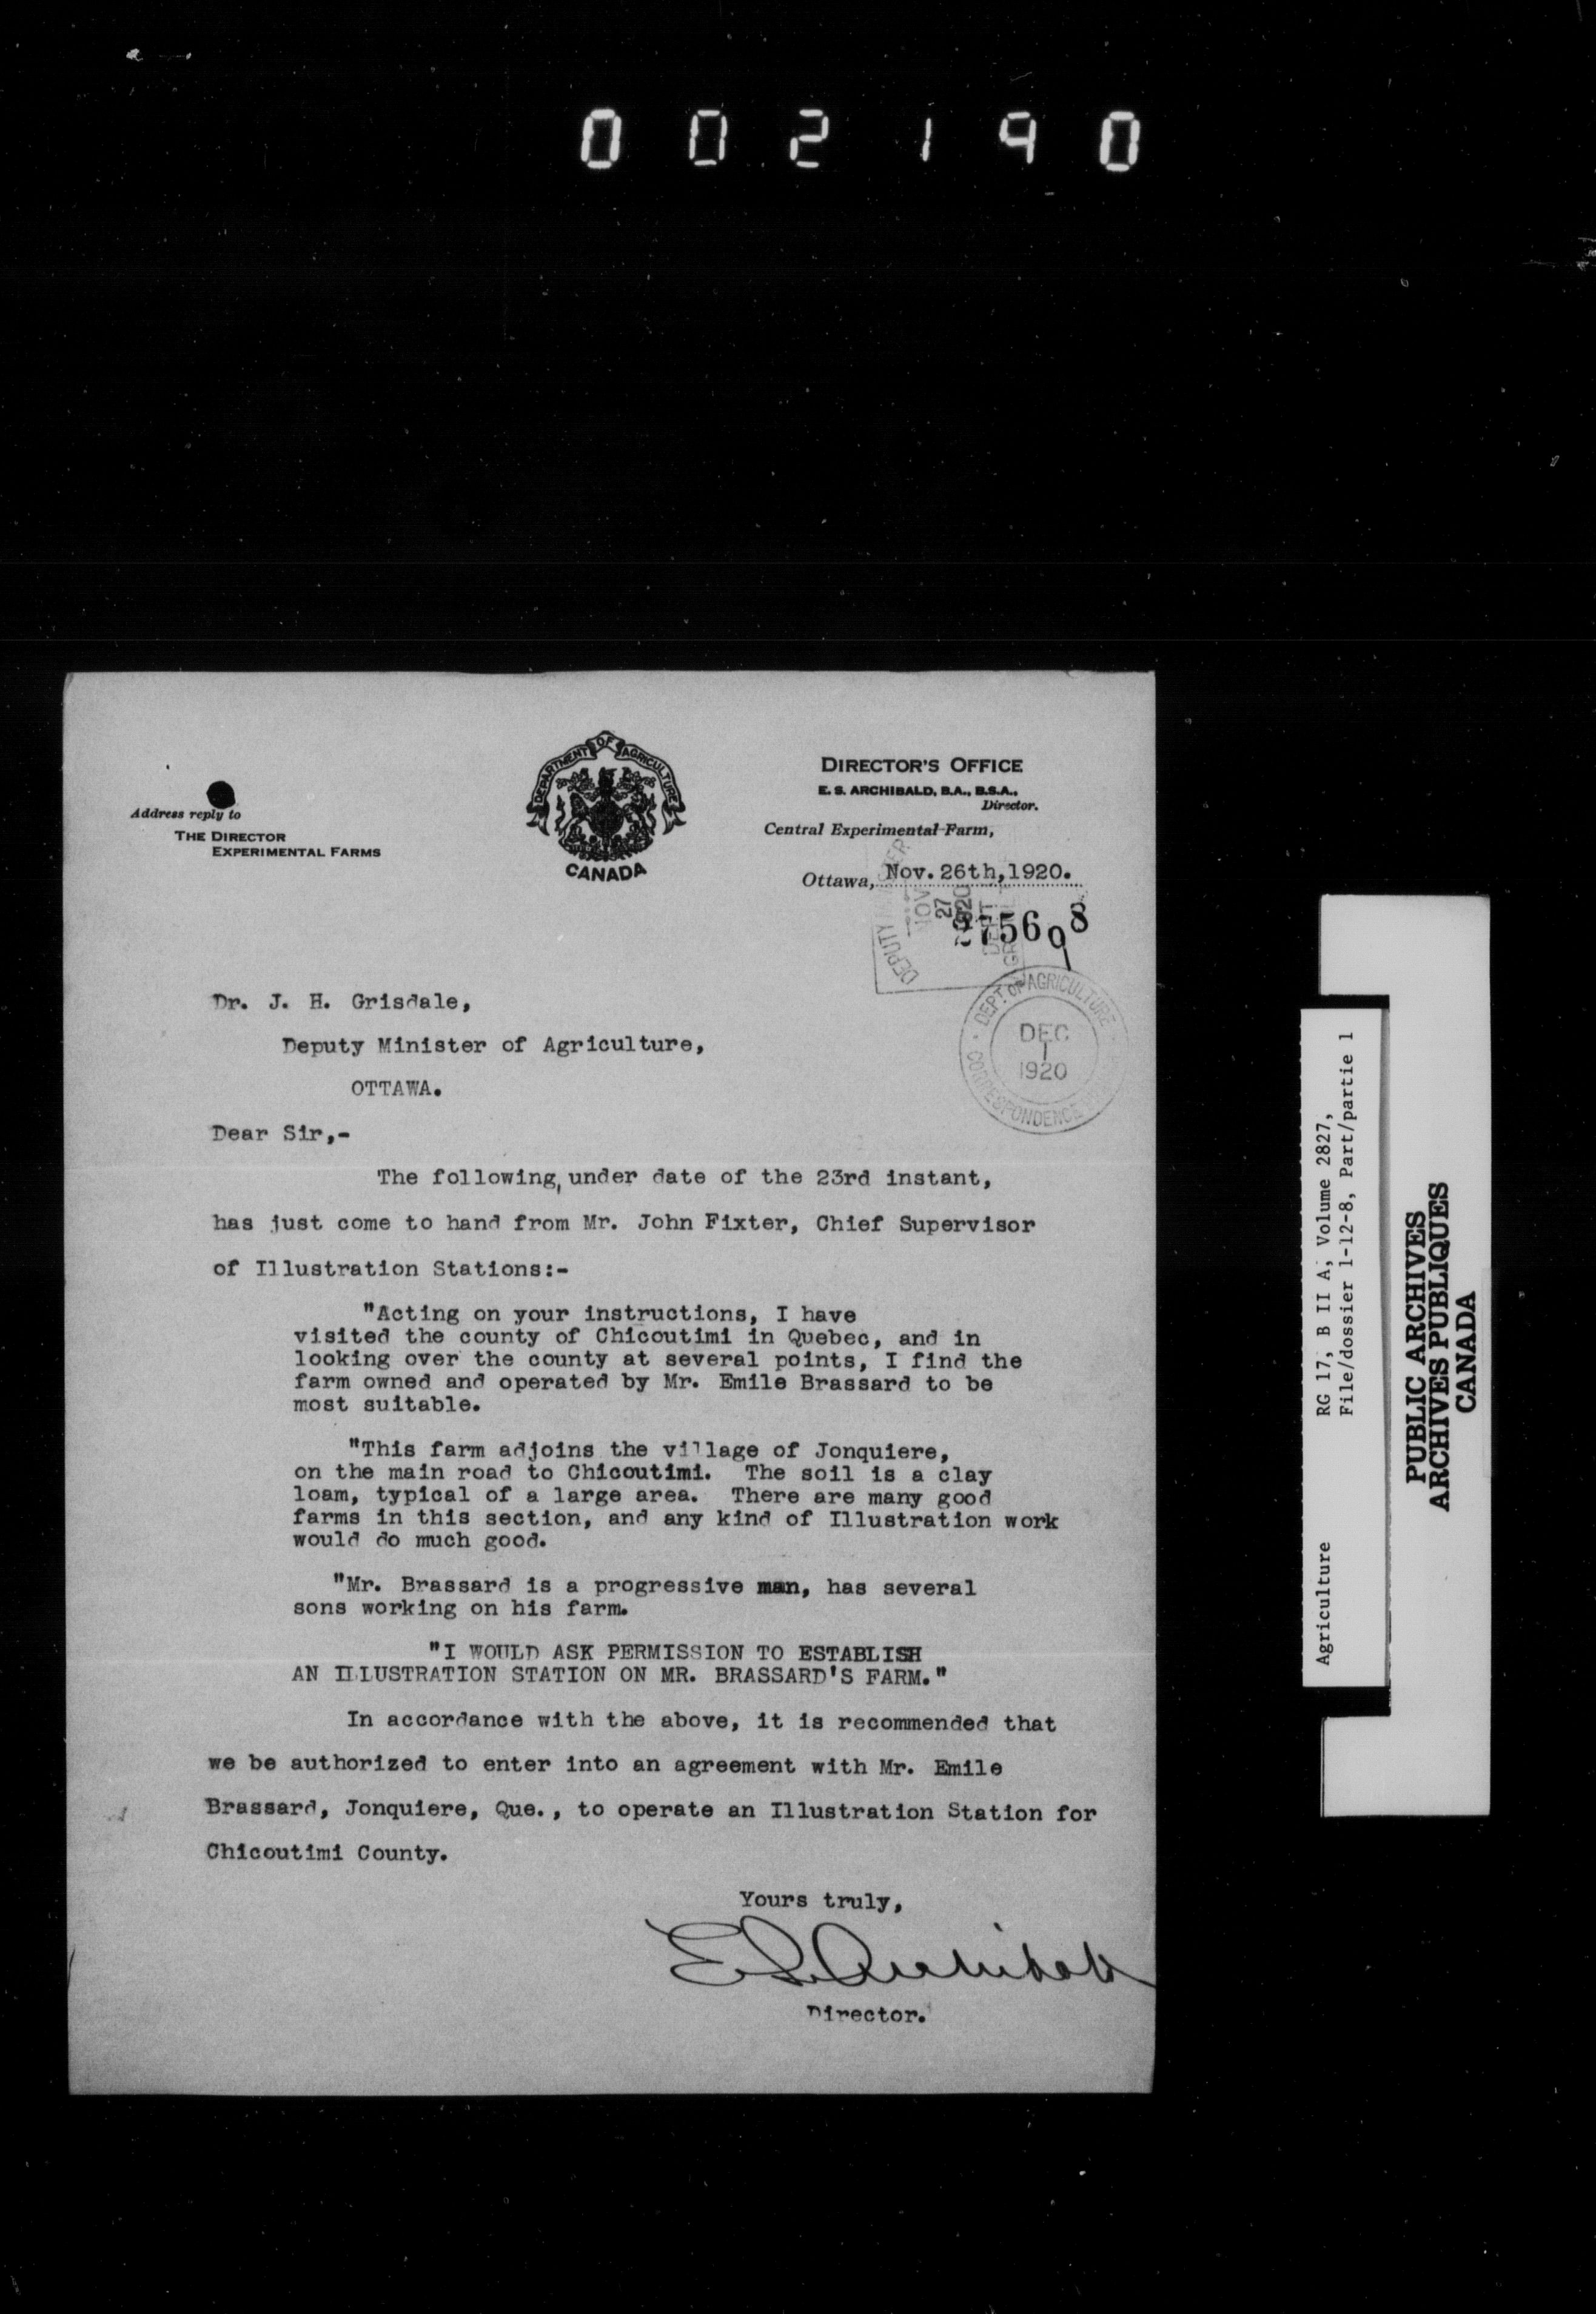 002190
DEPARTMENT OF AGRICULTURE
CANADA
Address reply to
THE DIRECTOR
EXPERIMENTAL FARMS
DIRECTOR'S OFFICE
E. S. ARCHIBALD, B.A., B.S.A.,
Director.
Central Experimental Farm,
Ottawa, Nov. 26th, 1920.
DEPUTY
NOV
27
1920
275608
DEPT. OF AGRICULTURE
DEC
1
1920
CORRESPONDENCE
Dr. J. H. Grisdale,
Deputy Minister of Agriculture,
OTTAWA.
Dear Sir,-
The following, under date of the 23rd instant,
has just come to hand from Mr. John Fixter, Chief Supervisor
of Illustration Stations:-
"Acting on your instructions, I have
visited the county of Chicoutimi in Quebec, and in
looking over the county at several points, I find the
farm owned and operated by Mr. Emile Brassard to be
most suitable.
"This farm adjoins the village of Jonquiere,
on the main road to Chicoutimi. The soil is a clay
loam, typical of a large area. There are many good
farms in this section, and any kind of Illustration work
would do much good.
"Mr. Brassard is a progressive man, has several
sons working on his farm.
"I WOULD ASK PERMISSION TO ESTABLISH
AN ILLUSTRATION STATION ON MR. BRASSARD'S FARM."
In accordance with the above, it is recommended that
we be authorized to enter into an agreement with Mr. Emile
Brassard, Jonquiere, Que., to operate an Illustration Station for
Chicoutimi County.
Yours truly,
E S Archibald
Director.
Agriculture RG 17, B II A, Volume 2827,
File/dossier 1-12-8, Part/partie 1
PUBLIC ARCHIVES
ARCHIVES PUBLIQUES
CANADA